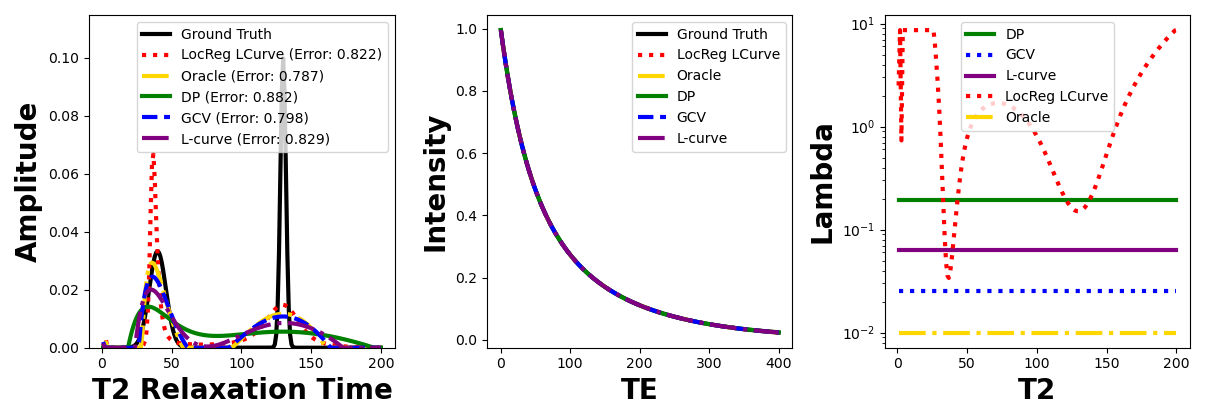 Amplitude
0.10
0.08
0.06
0.04
0.02
0.00
Ground Truth
LocReg LCurve (Error: 0.822)
Oracle (Error: 0.787)
DP (Error: 0.882)
GCV (Error: 0.798)
L-curve (Error: 0.829)
0 50 100 150 200
T2 Relaxation Time
Intensity
1.0
0.8
0.6
0.4
0.2
0.0
Ground Truth
LocReg LCurve
Oracle
DP
GCV
L-curve
0 100 200 300 400
TE
Lambda
10¹
10⁰
10⁻¹
10⁻²
DP
GCV
L-curve
LocReg LCurve
Oracle
0 50 100 150 200
T2